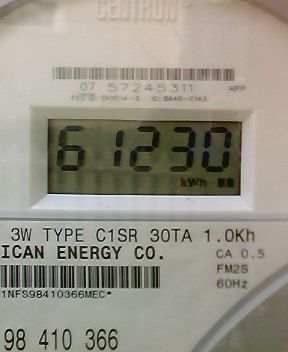 CENTRON
07 57245311
61230
kWh
3W TYPE C1SR 30TA 1.0Kh
ICAN ENERGY CO.
CA 0.5
FM2S
60Hz
1NFS98410366MEC*
98 410 366